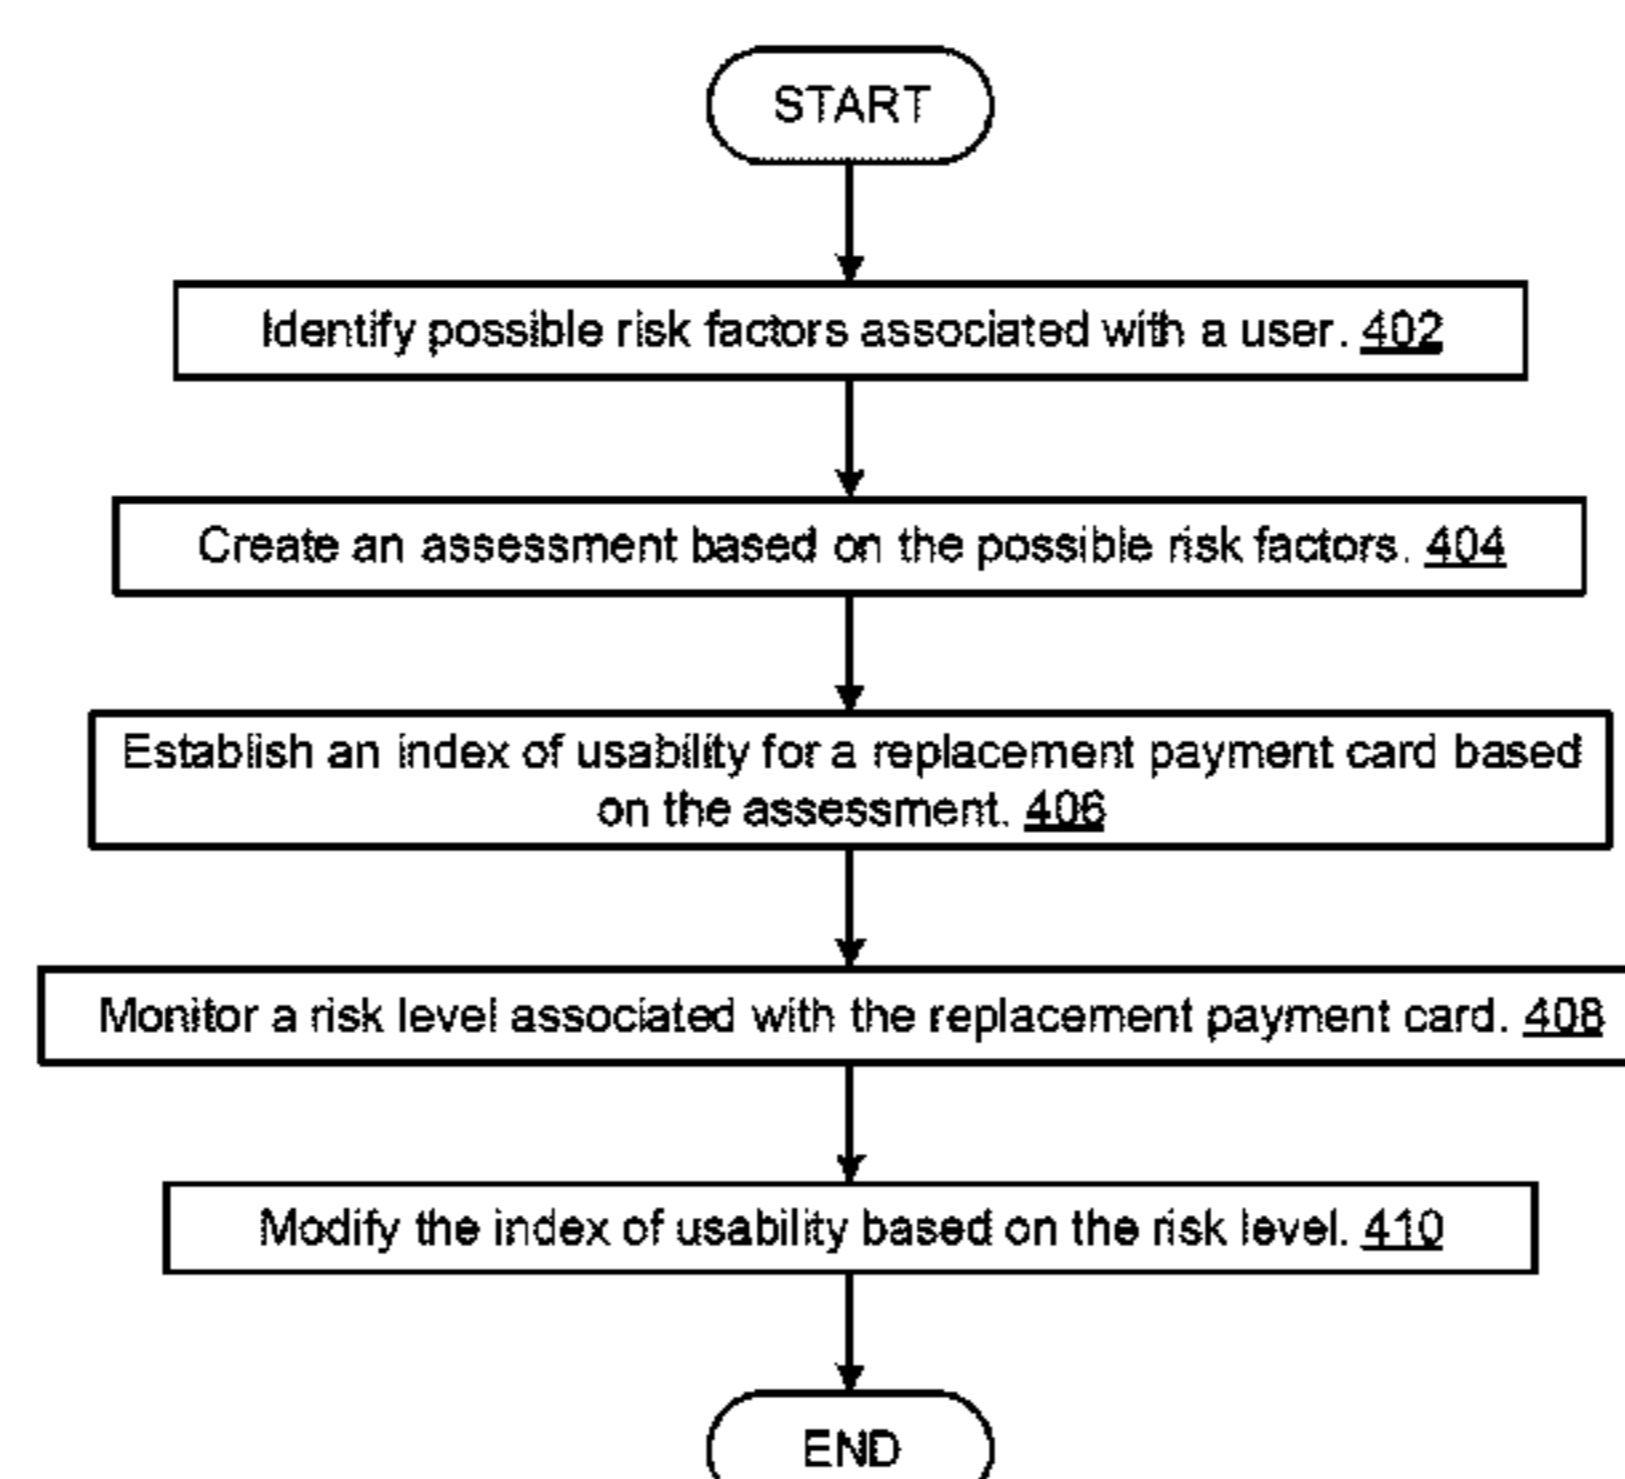 START
Identify possible risk factors associated with a user. 402
Create an assessment based on the possible risk factors. 404
Establish an index of usability for a replacement payment card based
on the assessment. 406
Monitor a risk level associated with the replacement payment card. 408
Modify the index of usability based on the risk level. 410
END